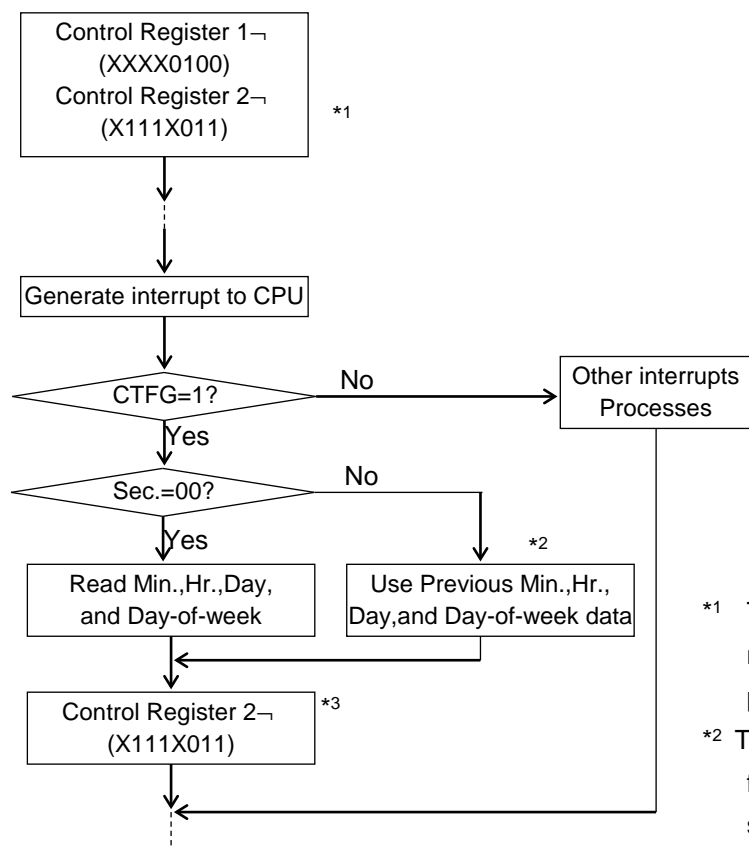 Control Register 1¬
(XXXX0100)
Control Register 2¬
(X111X011)
*1
Generate interrupt to CPU
CTFG=1?
No
Other interrupts
Processes
Yes
Sec.=00?
No
Yes
*2
Read Min.,Hr.,Day,
and Day-of-week
Use Previous Min.,Hr.,
Day,and Day-of-week data
*1
Control Register 2¬
(X111X011)
*3
*2 T
f
s